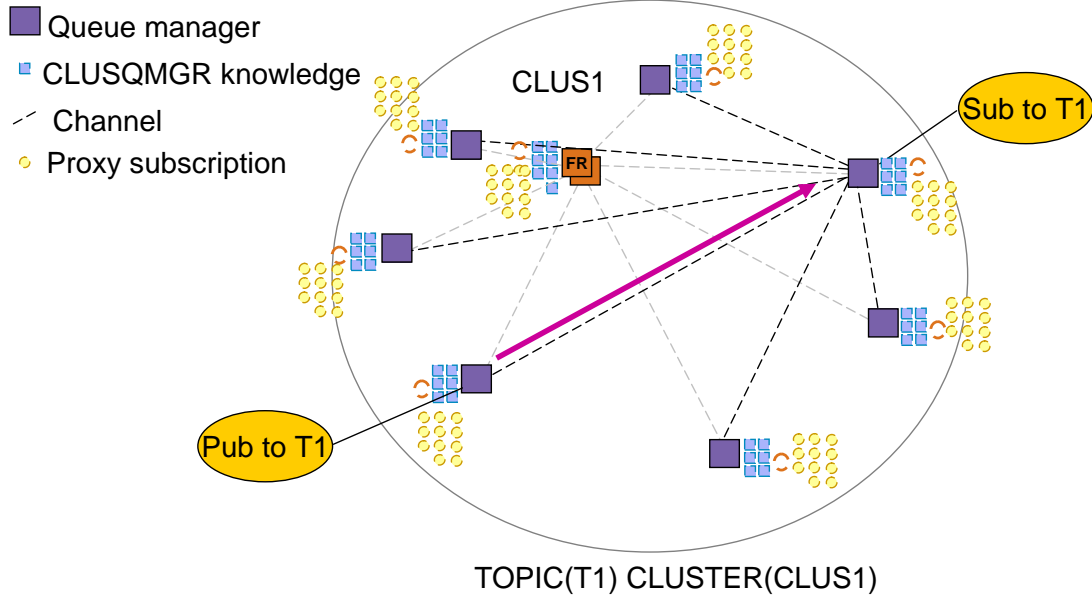 Queue manager
CLUSQMGR knowledge
Channel
Proxy subscription
CLUS1
Sub to T1
FR
Pub to T1
TOPIC(T1) CLUSTER(CLUS1)